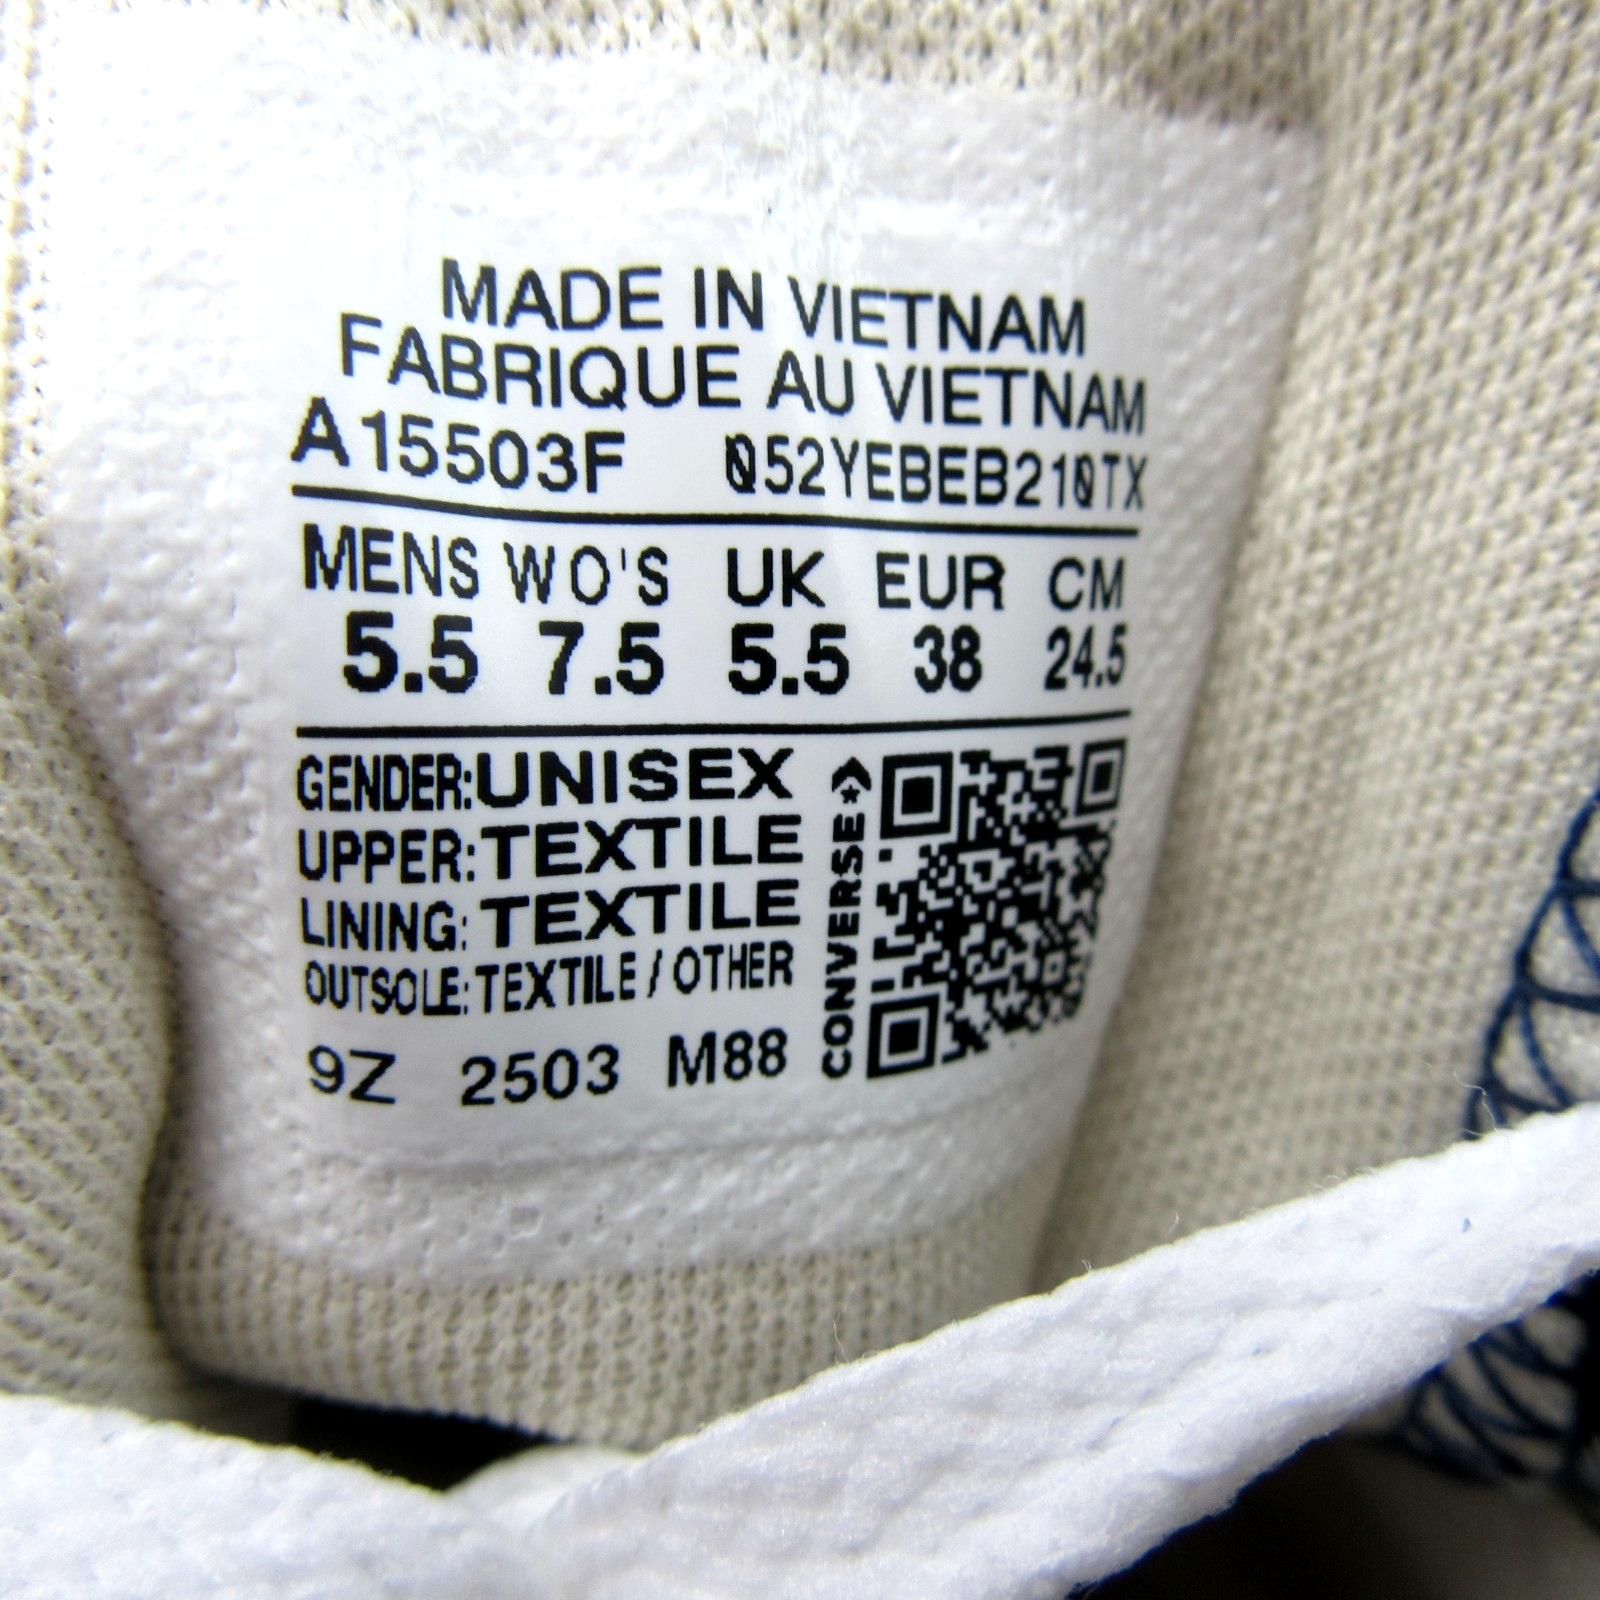 MADE IN VIETNAM
FABRIQUE AU VIETNAM
A15503F 052YEBEB210TX
MENS WO'S UK EUR CM
5.5 7.5 5.5 38 24.5
GENDER:UNISEX
UPPER:TEXTILE
LINING:TEXTILE
OUTSOLE:TEXTILE / OTHER
9Z 2503 M88
CONVERSE